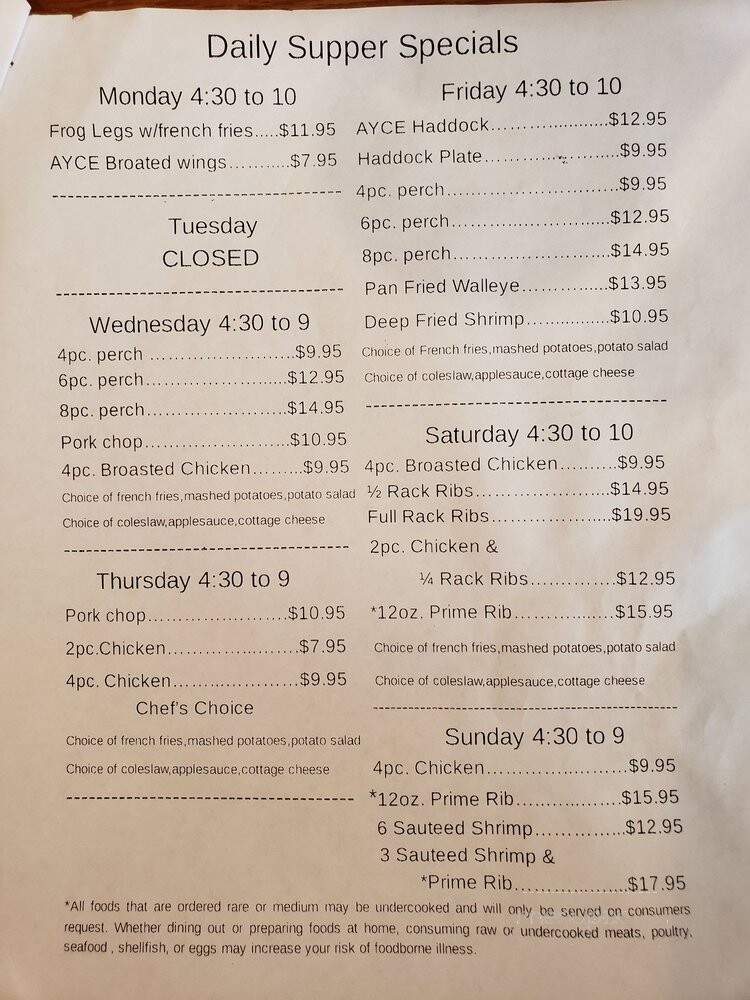 Daily Supper Specials
Monday 4:30 to 10
Frog Legs w/french fries.....$11.95
AYCE Broated wings...........$7.95
Tuesday
CLOSED
Wednesday 4:30 to 9
4pc. perch .........................$9.95
6pc. perch........................$12.95
8pc. perch........................$14.95
Pork chop.........................$10.95
4pc. Broasted Chicken.........$9.95
Choice of french fries,mashed potatoes,potato salad
Choice of coleslaw,applesauce,cottage cheese
Thursday 4:30 to 9
Pork chop........................$10.95
2pc.Chicken.......................$7.95
4pc. Chicken......................$9.95
Chef's Choice
Choice of french fries,mashed potatoes,potato salad
Choice of coleslaw,applesauce,cottage cheese
Friday 4:30 to 10
AYCE Haddock.....................$12.95
Haddock Plate.......................$9.95
4pc. perch..............................$9.95
6pc. perch...........................$12.95
8pc. perch...........................$14.95
Pan Fried Walleye...............$13.95
Deep Fried Shrimp................$10.95
Choice of French fries,mashed potatoes,potato salad
Choice of coleslaw,applesauce,cottage cheese
Saturday 4:30 to 10
4pc. Broasted Chicken..........$9.95
½ Rack Ribs.......................$14.95
Full Rack Ribs.....................$19.95
2pc. Chicken &
¼ Rack Ribs...............$12.95
*12oz. Prime Rib..................$15.95
Choice of french fries,mashed potatoes,potato salad
Choice of coleslaw,applesauce,cottage cheese
Sunday 4:30 to 9
4pc. Chicken........................$9.95
*12oz. Prime Rib..................$15.95
6 Sauteed Shrimp...............$12.95
3 Sauteed Shrimp &
*Prime Rib....................$17.95
*All foods that are ordered rare or medium may be undercooked and will only be served on consumers
request. Whether dining out or preparing foods at home, consuming raw or undercooked meats, poultry,
seafood , shellfish, or eggs may increase your risk of foodborne illness.